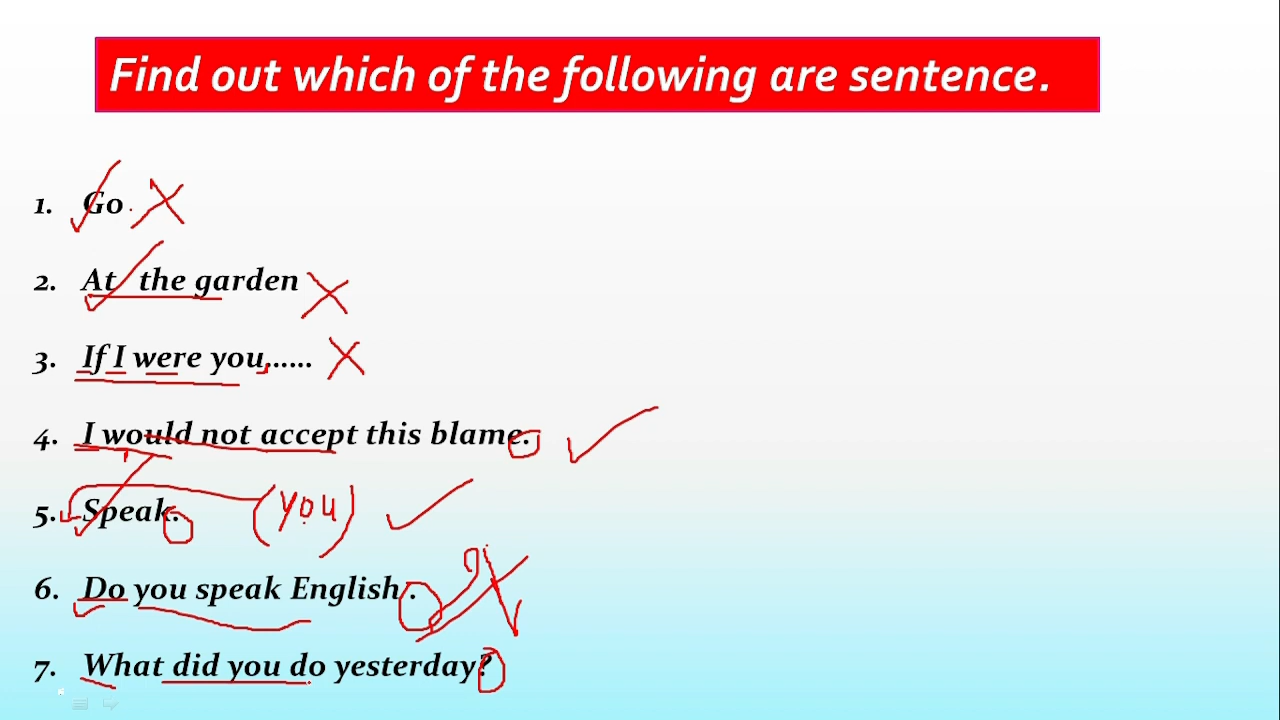 Find out which of the following are sentence.
1. Go
2. At the garden
3. If I were you,.....
4. I would not accept this blame.
5. Speak. (you)
6. Do you speak English .
7. What did you do yesterday?